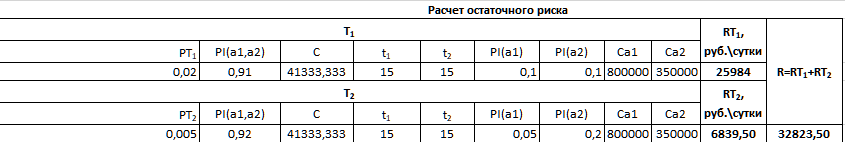 Расчет остаточного риска
T1 RT1, руб.\сутки R=RT1+RT2
PT1 PI(a1,a2) C t1 t2 PI(a1) PI(a2) Ca1 Ca2
0,02 0,91 41333,333 15 15 0,1 0,1 800000 350000 25984
T2 RT2, руб.\сутки
PT2 PI(a1,a2) C t1 t2 PI(a1) PI(a2) Ca1 Ca2
0,005 0,92 41333,333 15 15 0,05 0,2 800000 350000 6839,50 32823,50